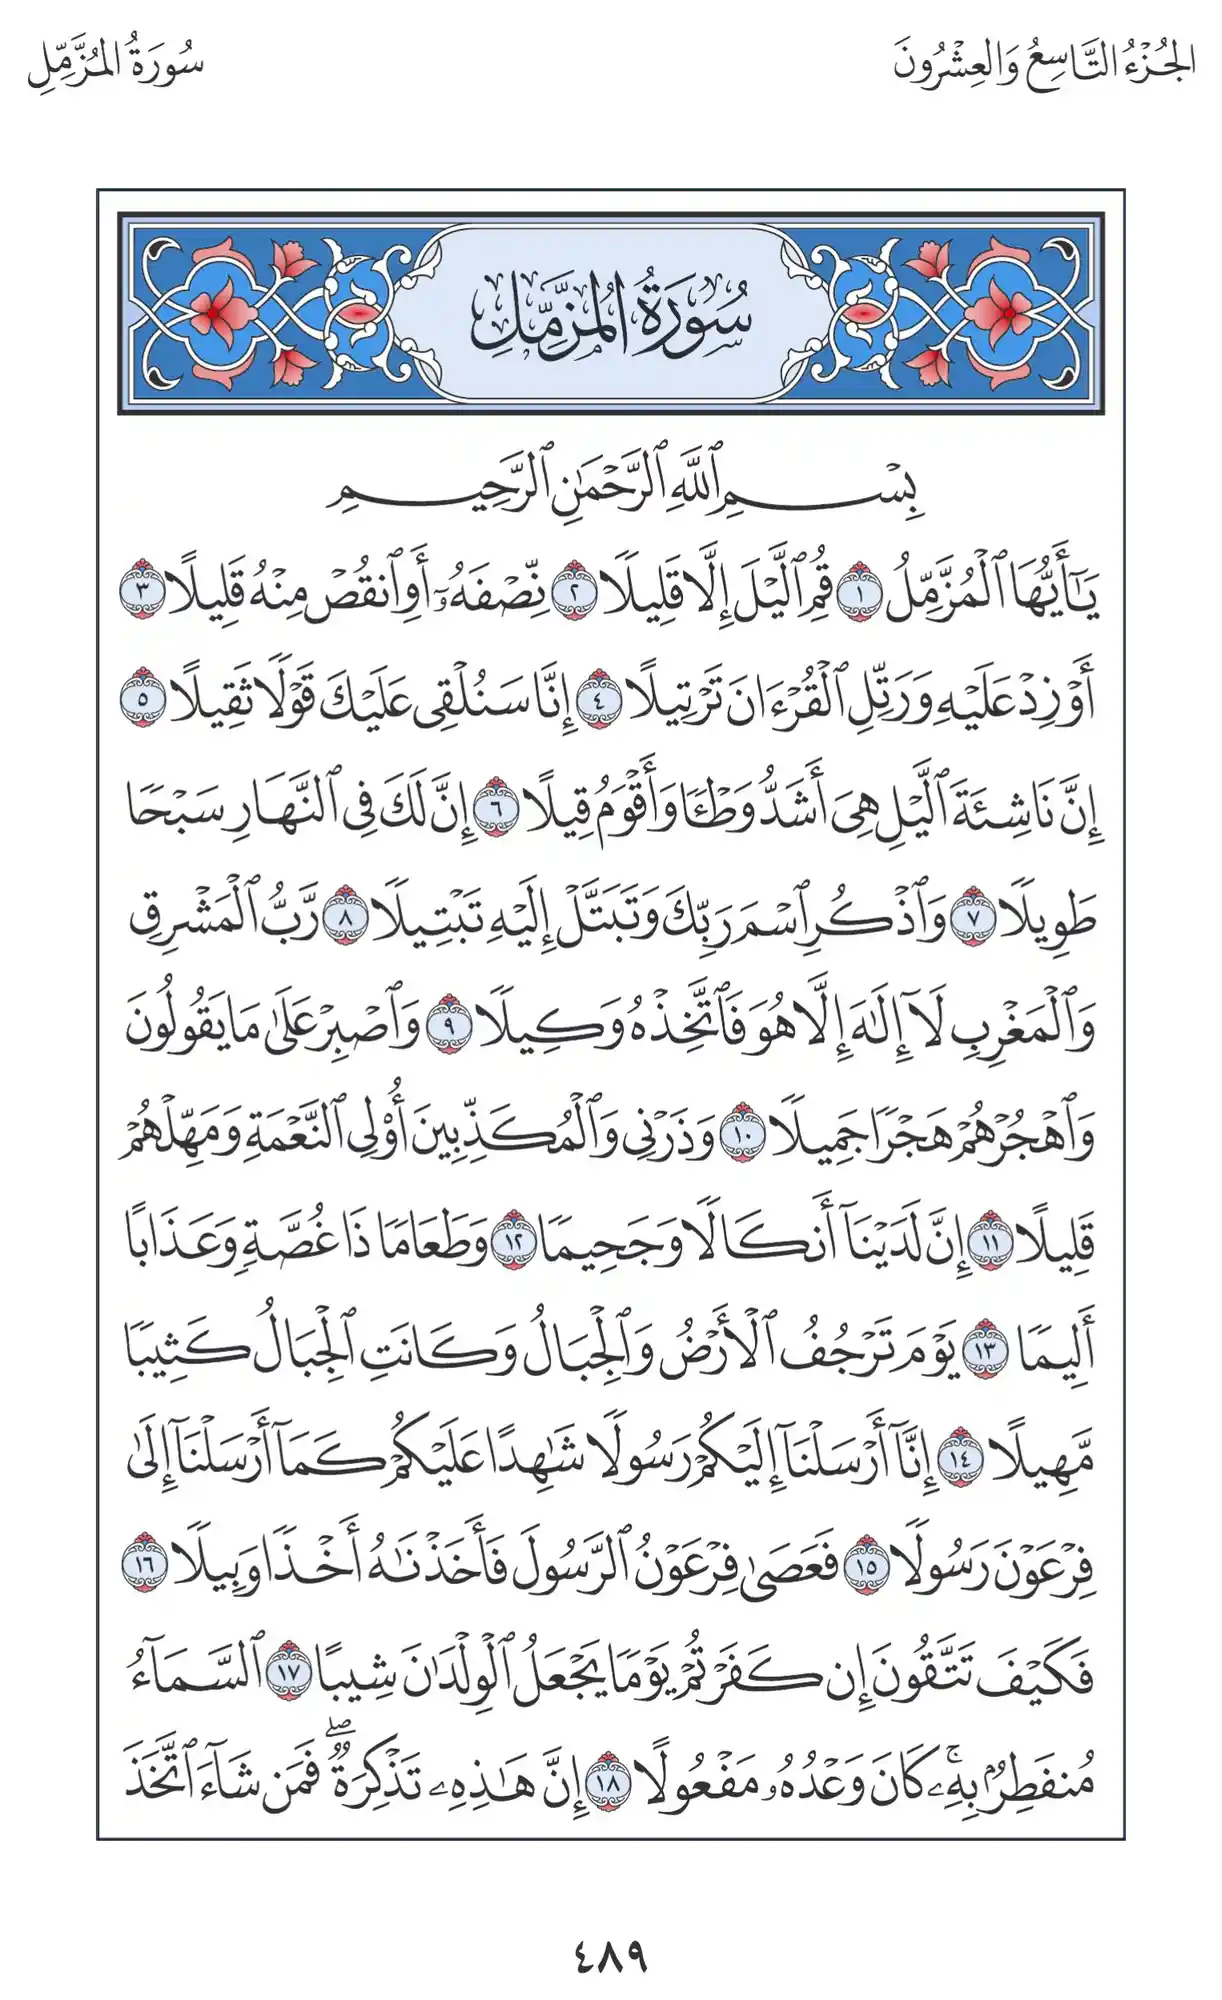 الجُزْءُ التَّاسِعُ وَالعِشْرُونَ
سُورَةُ المُزَّمِّلِ
سُورَةُ المُزَّمِّلِ
بِسْمِ ٱللَّهِ ٱلرَّحْمَٰنِ ٱلرَّحِيمِ
يَٰٓأَيُّهَا ٱلْمُزَّمِّلُ ١ قُمِ ٱلَّيْلَ إِلَّا قَلِيلًا ٢ نِّصْفَهُۥٓ أَوِ ٱنقُصْ مِنْهُ قَلِيلًا ٣
أَوْ زِدْ عَلَيْهِ وَرَتِّلِ ٱلْقُرْءَانَ تَرْتِيلًا ٤ إِنَّا سَنُلْقِى عَلَيْكَ قَوْلًا ثَقِيلًا ٥
إِنَّ نَاشِئَةَ ٱلَّيْلِ هِىَ أَشَدُّ وَطْـًٔا وَأَقْوَمُ قِيلًا ٦ إِنَّ لَكَ فِى ٱلنَّهَارِ سَبْحًا
طَوِيلًا ٧ وَٱذْكُرِ ٱسْمَ رَبِّكَ وَتَبَتَّلْ إِلَيْهِ تَبْتِيلًا ٨ رَّبُّ ٱلْمَشْرِقِ
وَٱلْمَغْرِبِ لَآ إِلَٰهَ إِلَّا هُوَ فَٱتَّخِذْهُ وَكِيلًا ٩ وَٱصْبِرْ عَلَىٰ مَا يَقُولُونَ
وَٱهْجُرْهُمْ هَجْرًا جَمِيلًا ١٠ وَذَرْنِى وَٱلْمُكَذِّبِينَ أُو۟لِى ٱلنَّعْمَةِ وَمَهِّلْهُمْ
قَلِيلًا ١١ إِنَّ لَدَيْنَآ أَنكَالًا وَجَحِيمًا ١٢ وَطَعَامًا ذَا غُصَّةٍ وَعَذَابًا
أَلِيمًا ١٣ يَوْمَ تَرْجُفُ ٱلْأَرْضُ وَٱلْجِبَالُ وَكَانَتِ ٱلْجِبَالُ كَثِيبًا
مَّهِيلًا ١٤ إِنَّآ أَرْسَلْنَآ إِلَيْكُمْ رَسُولًا شَٰهِدًا عَلَيْكُمْ كَمَآ أَرْسَلْنَآ إِلَىٰ
فِرْعَوْنَ رَسُولًا ١٥ فَعَصَىٰ فِرْعَوْنُ ٱلرَّسُولَ فَأَخَذْنَٰهُ أَخْذًا وَبِيلًا ١٦
فَكَيْفَ تَتَّقُونَ إِن كَفَرْتُمْ يَوْمًا يَجْعَلُ ٱلْوِلْدَٰنَ شِيبًا ١٧ ٱلسَّمَآءُ
مُنفَطِرٌۢ بِهِۦۚ كَانَ وَعْدُهُۥ مَفْعُولًا ١٨ إِنَّ هَٰذِهِۦ تَذْكِرَةٌۖ فَمَن شَآءَ ٱتَّخَذَ
٤٨٩